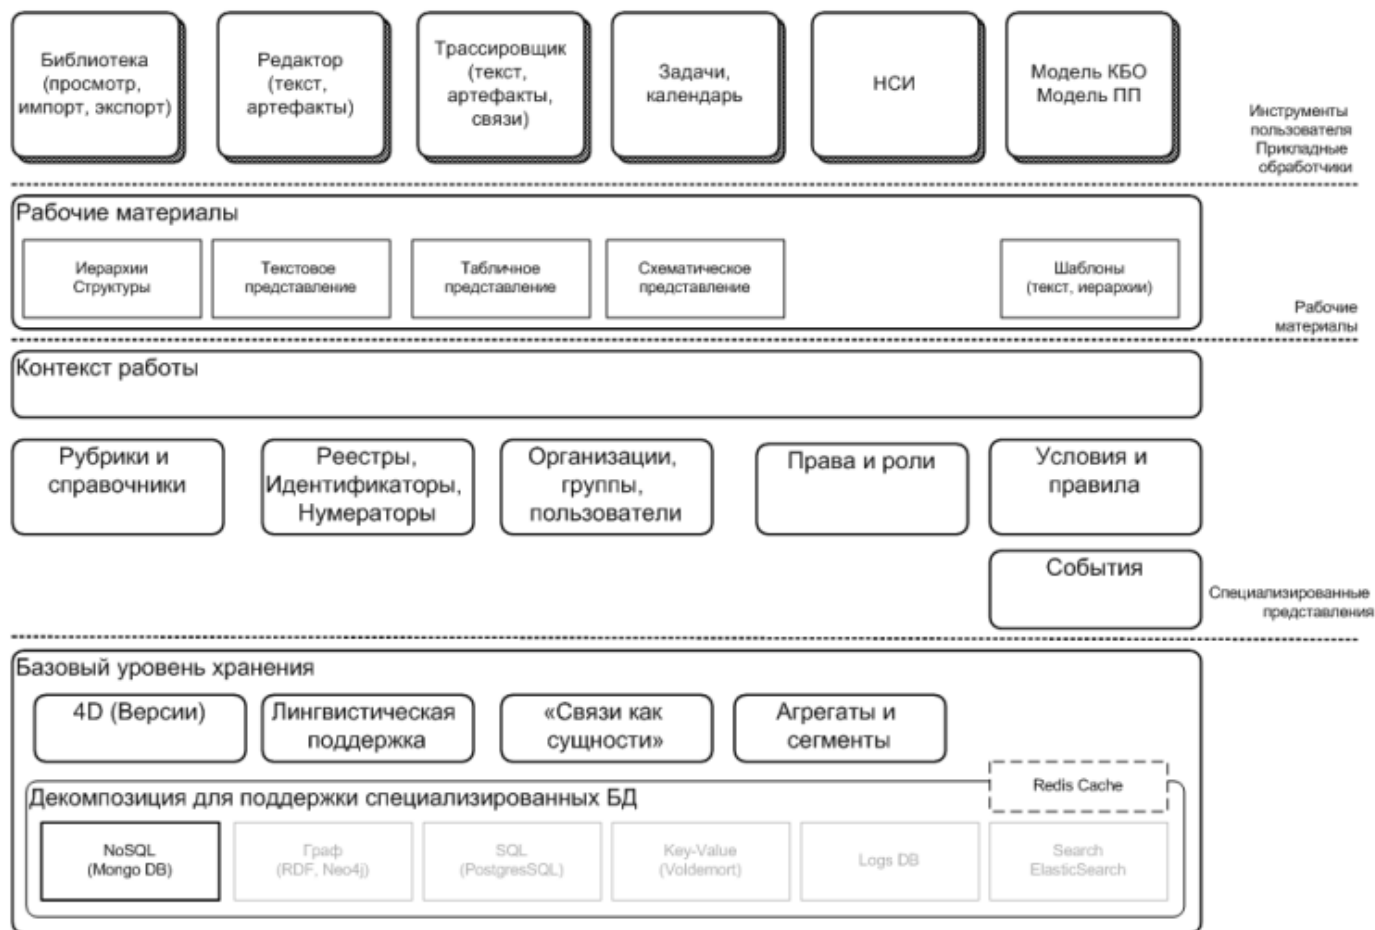 Библиотека
(просмотр,
импорт, экспорт)
Редактор
(текст,
артефакты)
Трассировщик
(текст,
артефакты,
связи)
Задачи,
календарь
НСИ
Модель КБО
Модель ПП
Инструменты
пользователя
Прикладные
обработчики
Рабочие материалы
Иерархии
Структуры
Текстовое
представление
Табличное
представление
Схематическое
представление
Шаблоны
(текст, иерархии)
Рабочие
материалы
Контекст работы
Рубрики и
справочники
Реестры,
Идентификаторы,
Нумераторы
Организации,
группы,
пользователи
Права и роли
Условия и
правила
События
Специализированные
представления
Базовый уровень хранения
4D (Версии)
Лингвистическая
поддержка
«Связи как
сущности»
Агрегаты и
сегменты
Redis Cache
Декомпозиция для поддержки специализированных БД
NoSQL
(Mongo DB)
Граф
(RDF, Neo4j)
SQL
(PostgresSQL)
Key-Value
(Voldemort)
Logs DB
Search
ElasticSearch